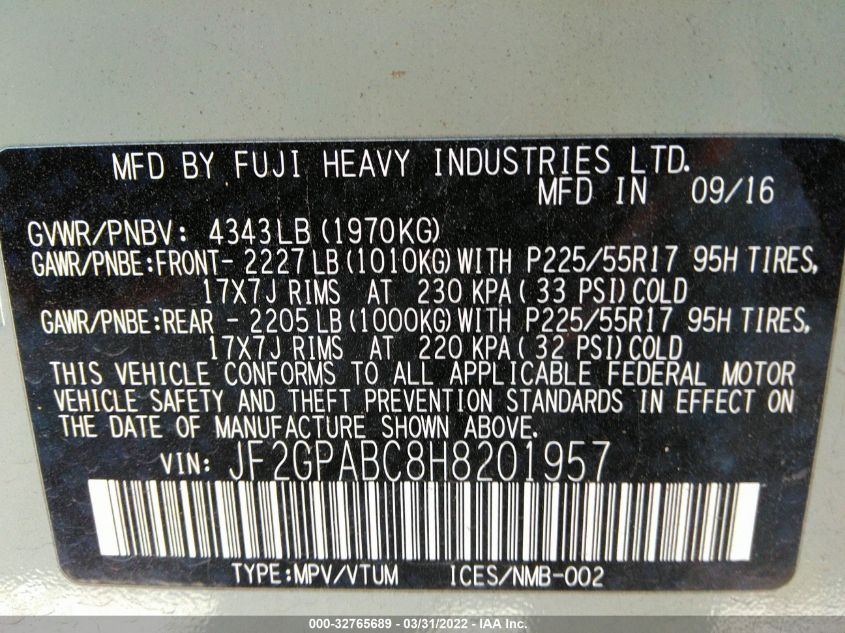 MFD BY FUJI HEAVY INDUSTRIES LTD.
MFD IN 09/16
GVWR/PNBV: 4343LB (1970KG)
GAWR/PNBE:FRONT- 2227LB(1010KG)WITH P225/55R17 95H TIRES,
17X7J RIMS AT 230 KPA( 33 PSI)COLD
GAWR/PNBE:REAR - 2205LB(1000KG)WITH P225/55R17 95H TIRES,
17X7J RIMS AT 220 KPA( 32 PSI)COLD
THIS VEHICLE CONFORMS TO ALL APPLICABLE FEDERAL MOTOR
VEHICLE SAFETY AND THEFT PREVENTION STANDARDS IN EFFECT ON
THE DATE OF MANUFACTURE SHOWN ABOVE.
VIN: JF2GPABC8H8201957
TYPE:MPV/VTUM ICES/NMB-002
000-32765689 - 03/31/2022 - IAA Inc.